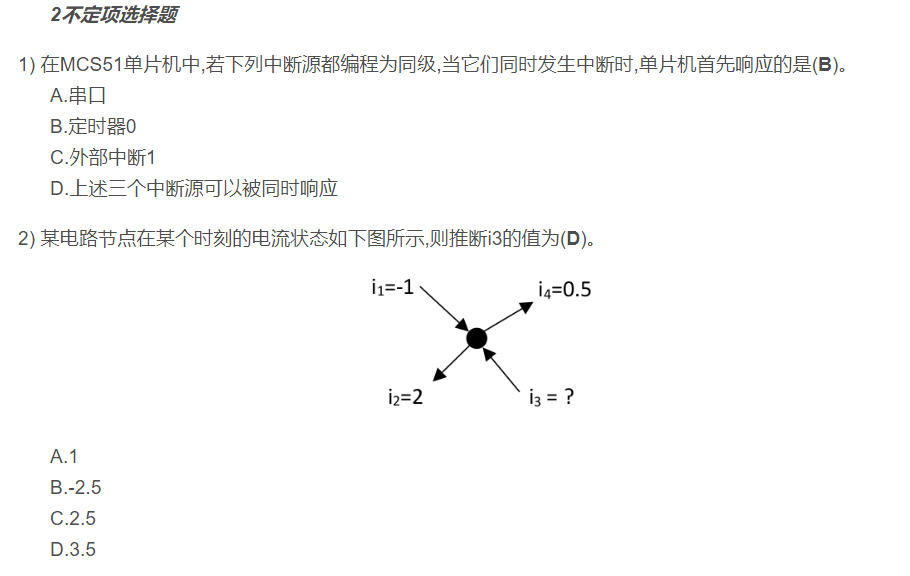 2不定项选择题
1) 在MCS51单片机中,若下列中断源都编程为同级,当它们同时发生中断时,单片机首先响应的是(B)。
A.串口
B.定时器0
C.外部中断1
D.上述三个中断源可以被同时响应
2) 某电路节点在某个时刻的电流状态如下图所示,则推断i3的值为(D)。
i₁=-1
i₄=0.5
i₂=2
i₃ = ?
A.1
B.-2.5
C.2.5
D.3.5